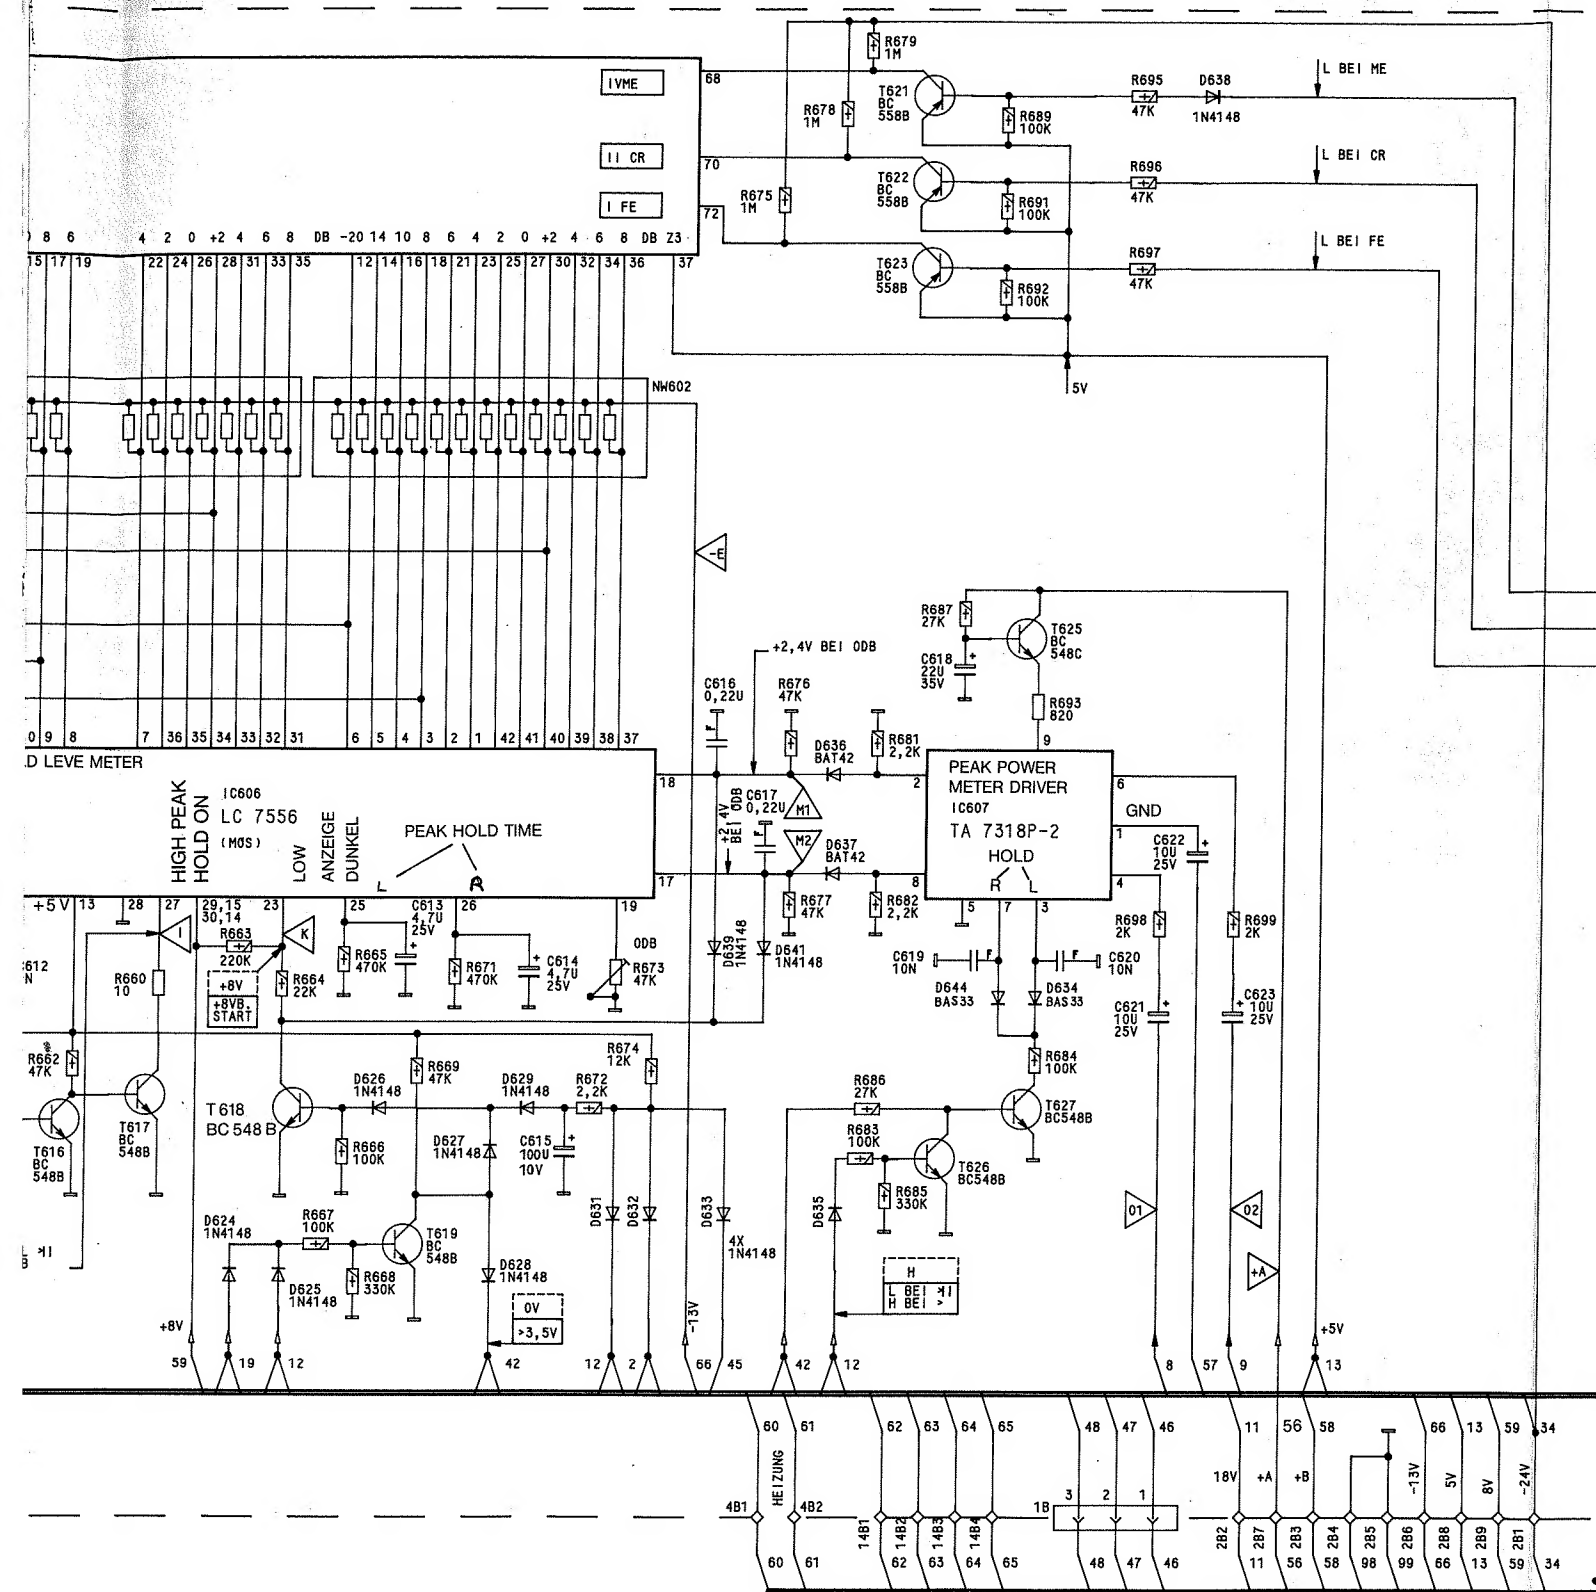 R679
1M
68
IVME
T621
BC
558B
R695
47K
D638
1N4148
L BEI ME
R678
1M
R689
100K
II CR
70
T622
BC
558B
R696
47K
L BEI CR
R675
1M
R691
100K
I FE
72
8 6 4 2 0 +2 4 6 8 DB -20 14 10 8 6 4 2 0 +2 4 6 8 DB Z3
T623
BC
558B
R697
47K
L BEI FE
15 17 19 22 24 26 28 31 33 35 12 14 16 18 21 23 25 27 30 32 34 36 37
R692
100K
5V
NW602
-E
R687
27K
T625
BC
548C
+2,4V BEI 0DB
C618
22U
35V
C616
0,22U
R676
47K
R693
820
0 9 8 7 36 35 34 33 32 31 6 5 4 3 2 1 42 41 40 39 38 37
9
D LEVE METER
18
D636
BAT42
R681
2,2K
2
PEAK POWER
METER DRIVER
IC607
TA 7318P-2
6
GND
1
HIGH PEAK
HOLD ON
IC606
LC 7556
(MOS)
LOW
ANZEIGE
DUNKEL
PEAK HOLD TIME
L
R
+2,4V
BEI 0DB
C617
0,22U
M1
M2
D637
BAT42
HOLD
R L
C622
10U
25V
17
8
4
+5V 13 28 27 29,15
30,14
23 25 26 19
C613
4,7U
25V
R677
47K
R682
2,2K
5 7 3
R698
2K
R699
2K
I
R663
220K
K
612
N
R660
10
+8V
+8VB.
START
R664
22K
R665
470K
R671
470K
C614
4,7U
25V
0DB
R673
47K
D639
1N4148
D641
1N4148
C619
10N
F
F
C620
10N
D644
BAS33
D634
BAS33
C621
10U
25V
C623
10U
25V
R662
47K
R669
47K
R674
12K
R684
100K
T618
BC 548 B
D626
1N4148
D629
1N4148
R672
2,2K
R686
27K
T627
BC548B
T616
BC
548B
T617
BC
548B
R666
100K
D627
1N4148
C615
100U
10V
R683
100K
T626
BC548B
R685
330K
D631
D632
D633
4X
1N4148
D635
01
02
D624
1N4148
R667
100K
T619
BC
548B
D625
1N4148
R668
330K
D628
1N4148
0V
>3,5V
H
L BEI
H BEI >
+A
+8V
-13V
+5V
59 19 12 42 12 2 66 45 42 12 8 57 9 13
60 61 62 63 64 65 48 47 46 11 56 58 66 13 59 34
HEIZUNG
18V +A +B -13V 5V 8V -24V
4B1 4B2 14B1 14B2 14B3 14B4 1B 3 2 1 2B2 2B7 2B3 2B4 2B5 2B6 2B8 2B9 2B1
60 61 62 63 64 65 48 47 46 11 56 58 98 99 66 13 59 34